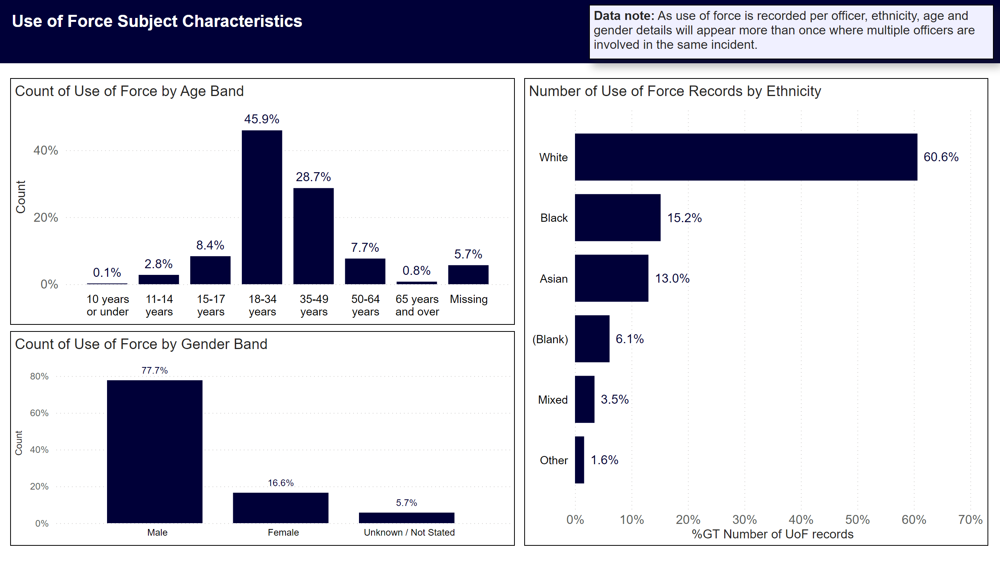 Use of Force Subject Characteristics
Data note: As use of force is recorded per officer, ethnicity, age and
gender details will appear more than once where multiple officers are
involved in the same incident.
Count of Use of Force by Age Band
Count
40%
20%
0%
0.1%
2.8%
8.4%
45.9%
28.7%
7.7%
0.8%
5.7%
10 years
or under
11-14
years
15-17
years
18-34
years
35-49
years
50-64
years
65 years
and over
Missing
Count of Use of Force by Gender Band
Count
80%
60%
40%
20%
0%
77.7%
16.6%
5.7%
Male
Female
Unknown / Not Stated
Number of Use of Force Records by Ethnicity
White
60.6%
Black
15.2%
Asian
13.0%
(Blank)
6.1%
Mixed
3.5%
Other
1.6%
0%
10%
20%
30%
40%
50%
60%
70%
%GT Number of UoF records